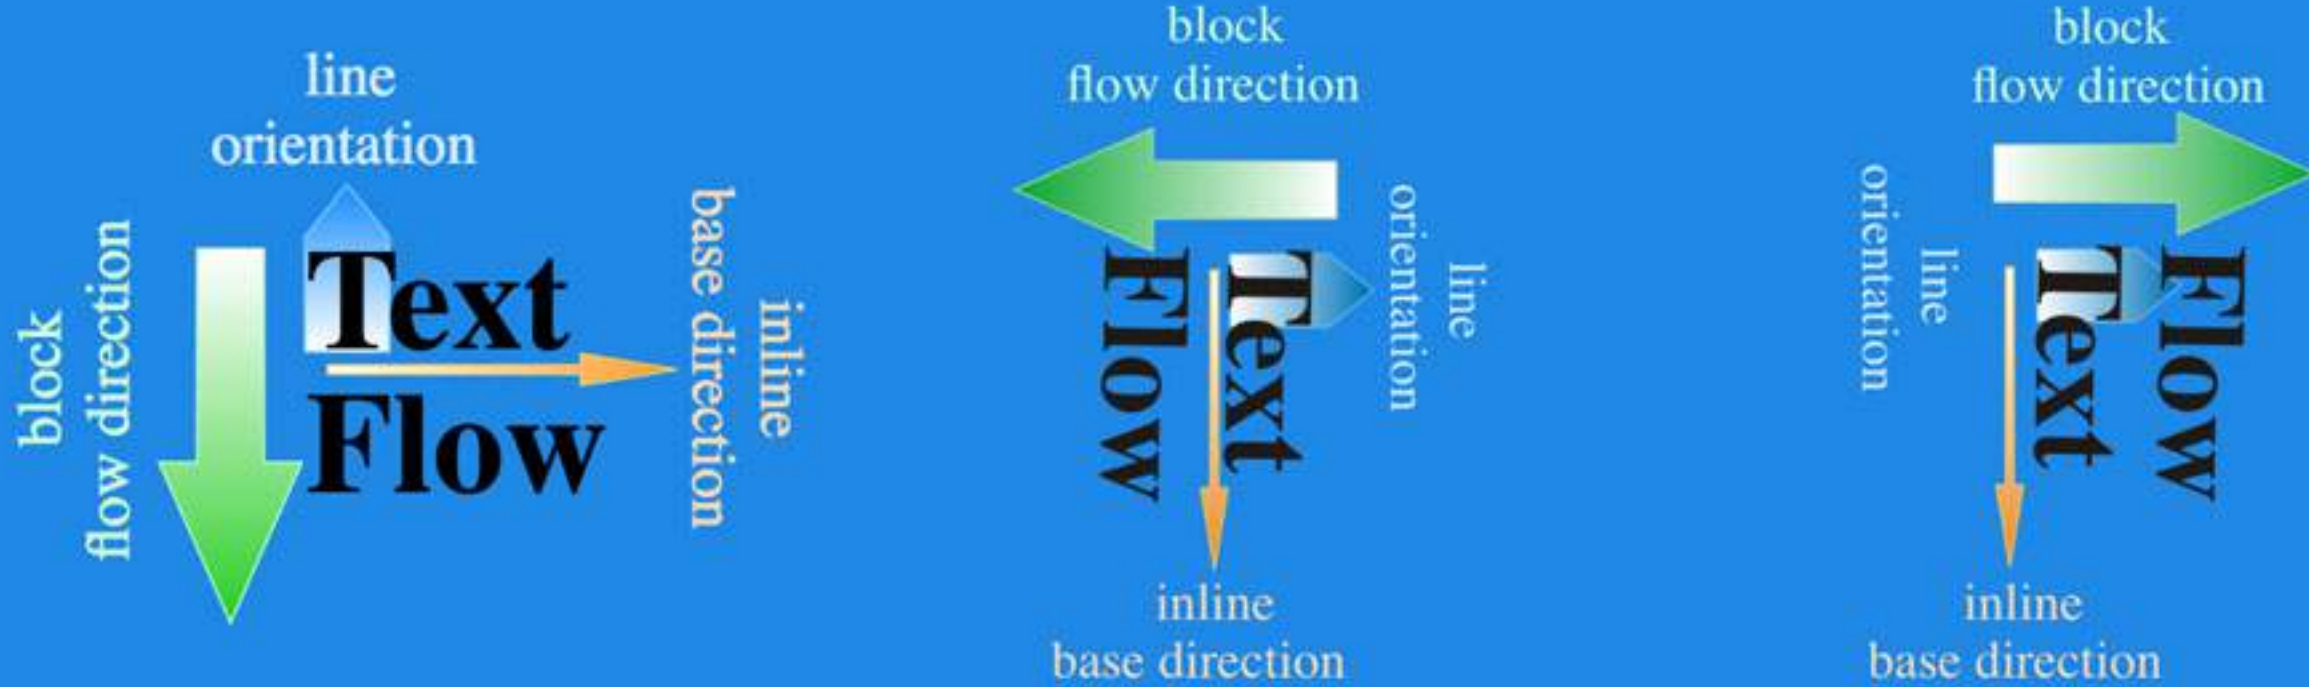 line
orientation
block
flow direction
Text
Flow
inline
base direction
block
flow direction
line
orientation
Text
Flow
inline
base direction
block
flow direction
line
orientation
Text
Flow
inline
base direction